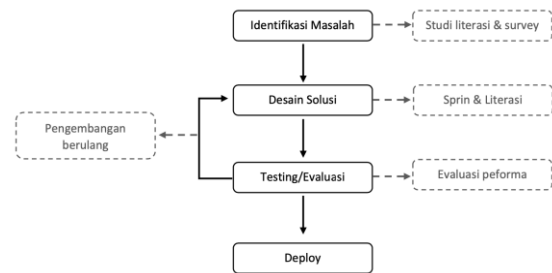 Identifikasi Masalah
Studi literasi & survey
Desain Solusi
Sprin & Literasi
Pengembangan
berulang
Testing/Evaluasi
Evaluasi peforma
Deploy